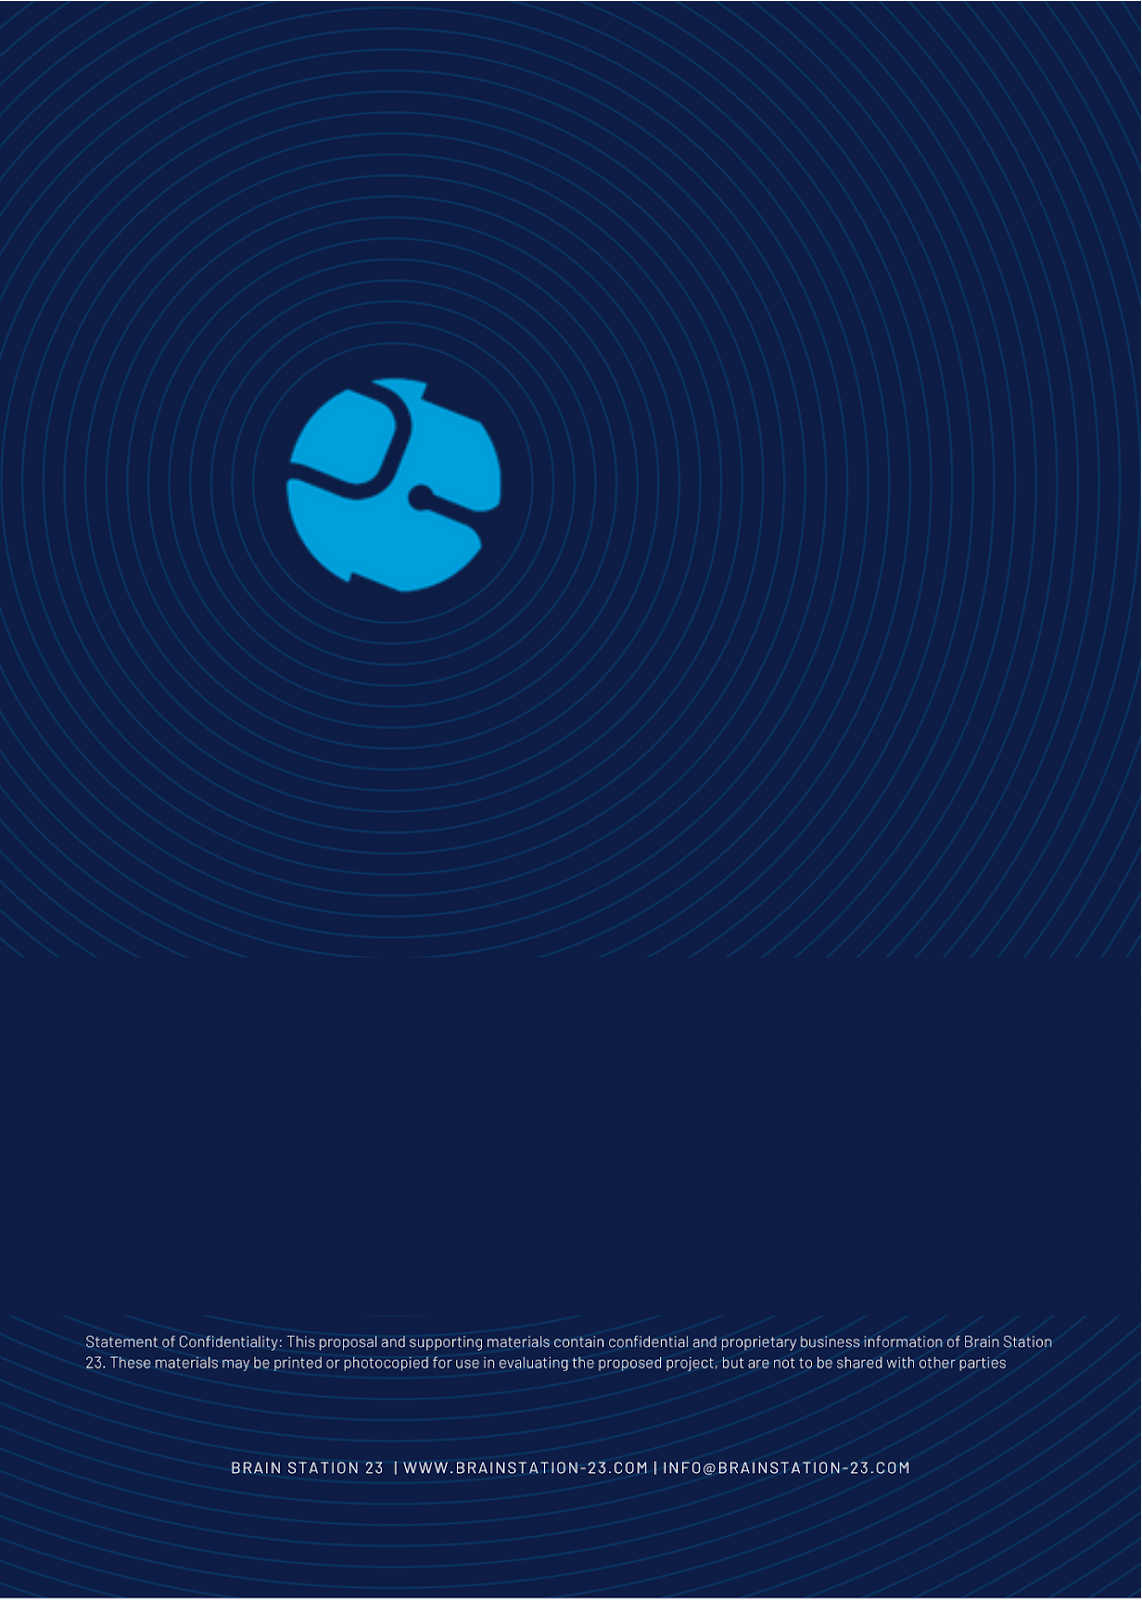 Statement of Confidentiality: This proposal and supporting materials contain confidential and proprietary business information of Brain Station
23. These materials may be printed or photocopied for use in evaluating the proposed project, but are not to be shared with other parties
BRAIN STATION 23 | WWW.BRAINSTATION-23.COM | INFO@BRAINSTATION-23.COM